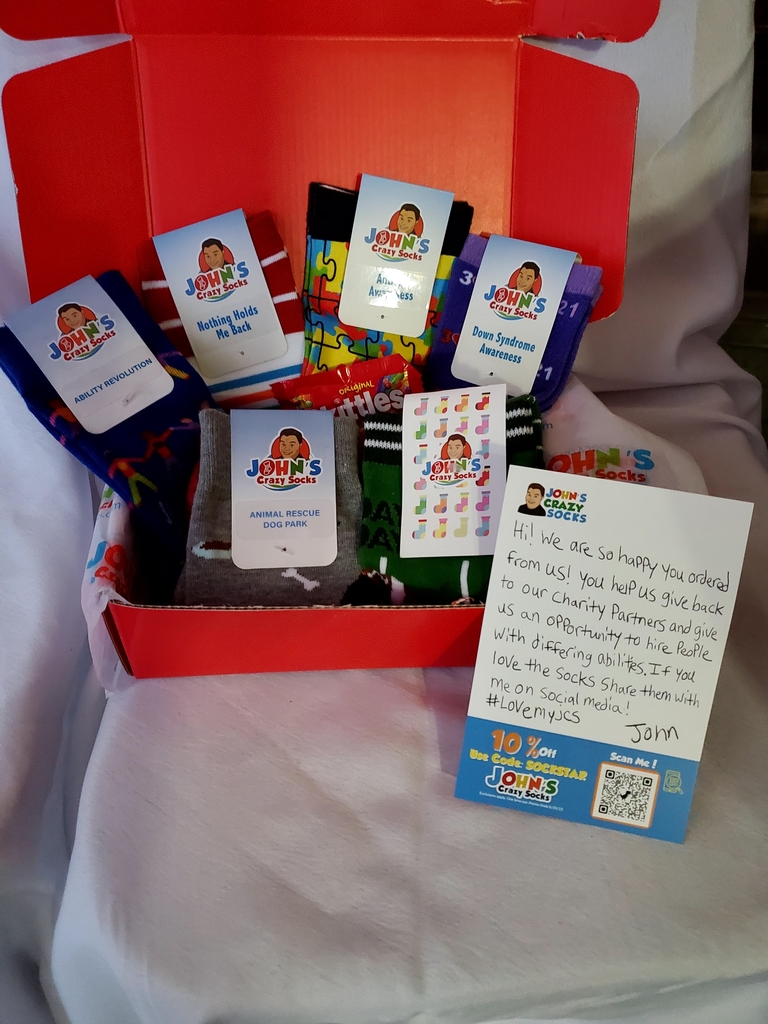 JOHN'S
Crazy Socks
Awareness
JOHN'S
Crazy Socks
Nothing Holds
Me Back
JOHN'S
Crazy Socks
Down Syndrome
Awareness
21
21
JOHN'S
Crazy Socks
ABILITY REVOLUTION
ORIGINAL
JOHN'S
Crazy Socks
ANIMAL RESCUE
DOG PARK
JOHN'S
Crazy Socks
JOHN'S
JOHN'S
CRAZY
SOCKS
Hi! We are so happy you ordered
from us! You help us give back
to our Charity Partners and give
us an opportunity to hire People
with differing abilities. If you
love the socks share them with
me on social media!
#LovemyJCS
John
10% Off
Use Code: SOCKSTAR
JOHN'S
Crazy Socks
Scan Me!